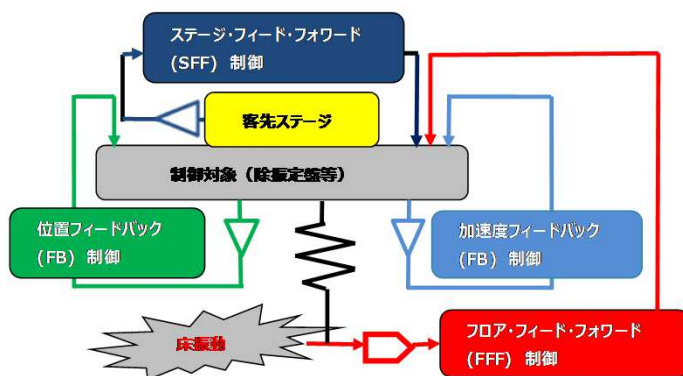 ステージ・フィード・フォワード
(SFF) 制御
客先ステージ
制御対象（除振定盤等）
位置フィードバック
(FB) 制御
加速度フィードバック
(FB) 制御
床振動
フロア・フィード・フォワード
(FFF) 制御